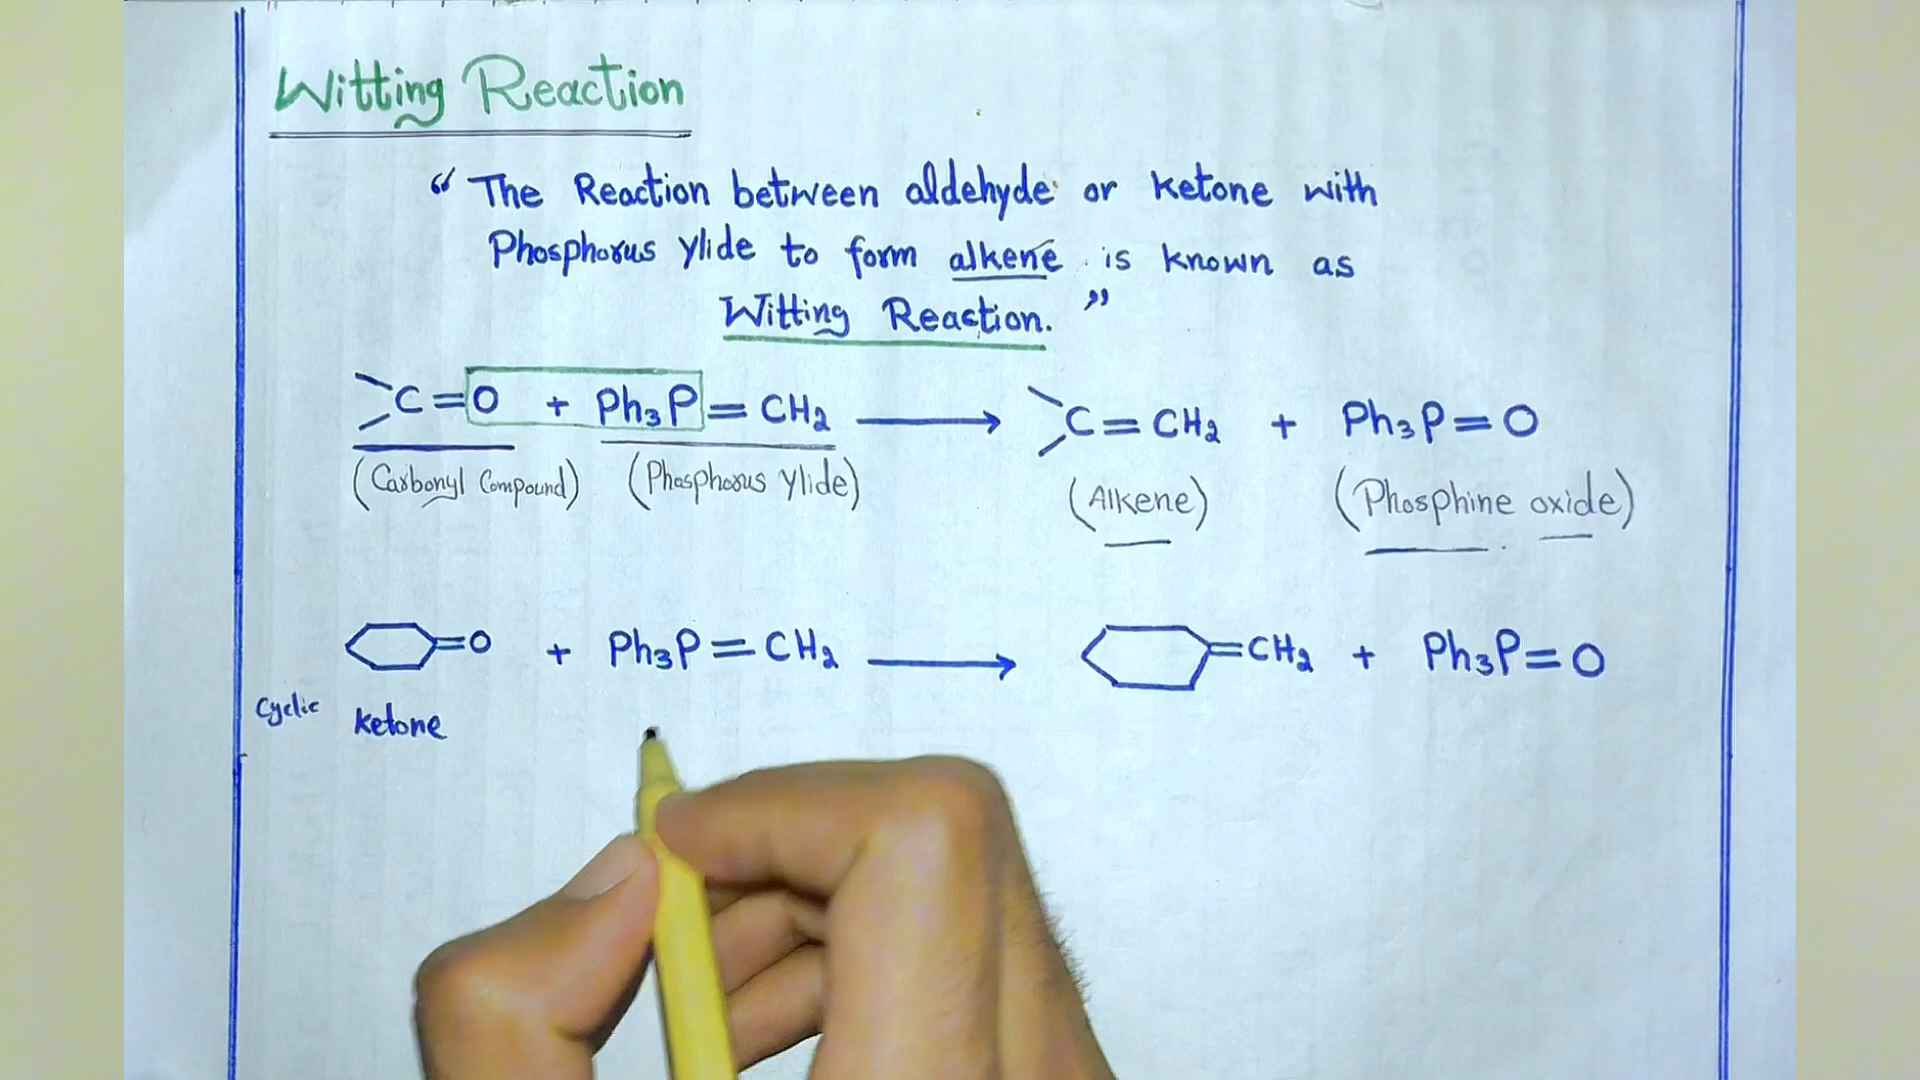 Witting Reaction
“ The Reaction between aldehyde or ketone with
Phosphorus ylide to form alkene is known as
Witting Reaction. ”
C=O + Ph₃P=CH₂ ⟶ C=CH₂ + Ph₃P=O
(Carbonyl Compound) (Phosphorus ylide) (Alkene) (Phosphine oxide)
=O + Ph₃P=CH₂ ⟶ =CH₂ + Ph₃P=O
Cyclic ketone